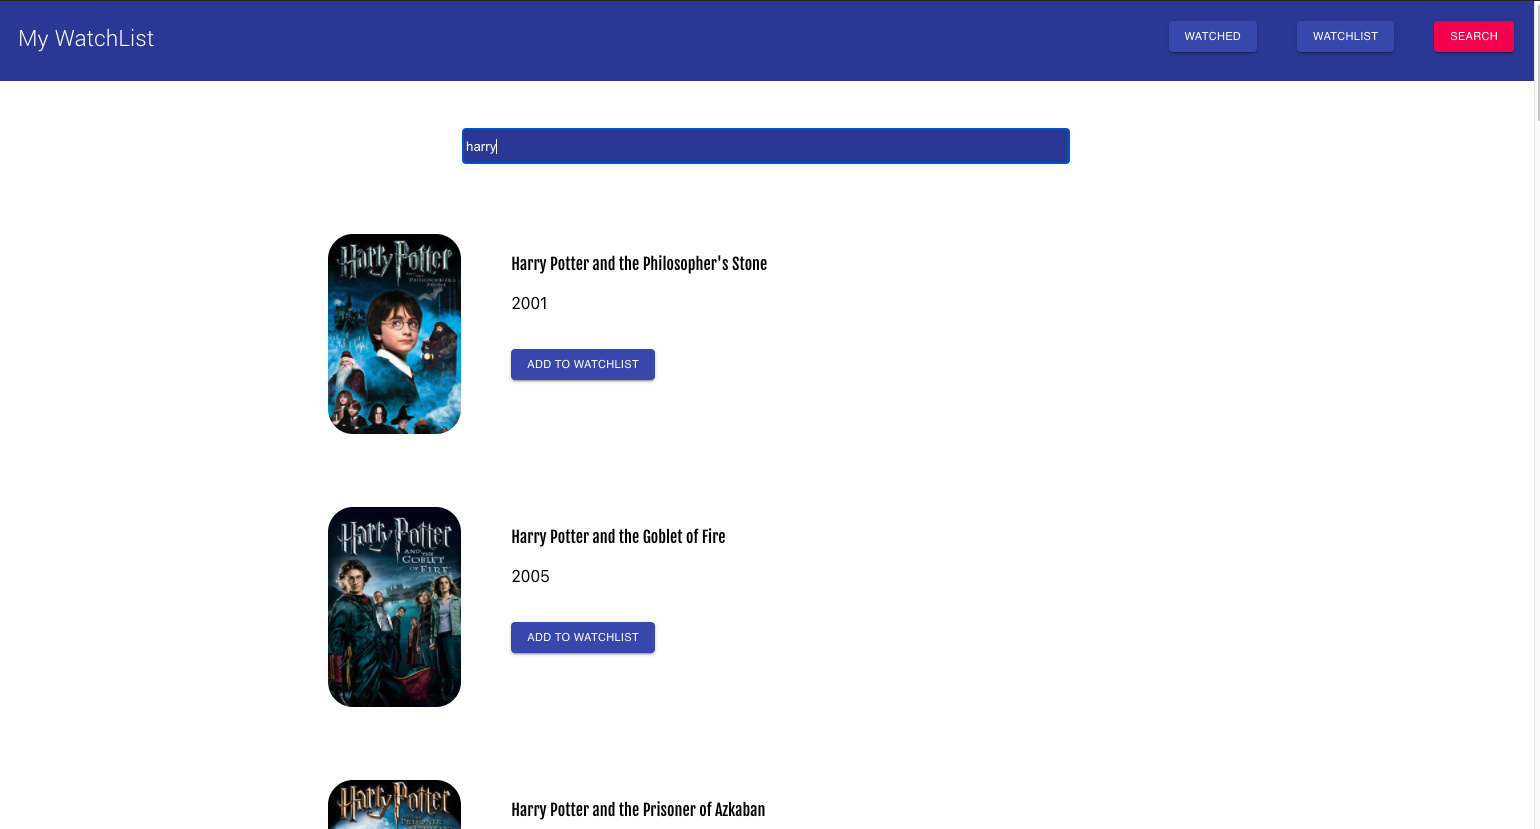 My WatchList
WATCHED
WATCHLIST
SEARCH
harry
Harry Potter
AND THE
PHILOSOPHER'S
STONE
Harry Potter and the Philosopher's Stone
2001
ADD TO WATCHLIST
Harry Potter
AND THE
GOBLET
OF FIRE
Harry Potter and the Goblet of Fire
2005
ADD TO WATCHLIST
Harry Potter
AND THE
PRISONER
Harry Potter and the Prisoner of Azkaban